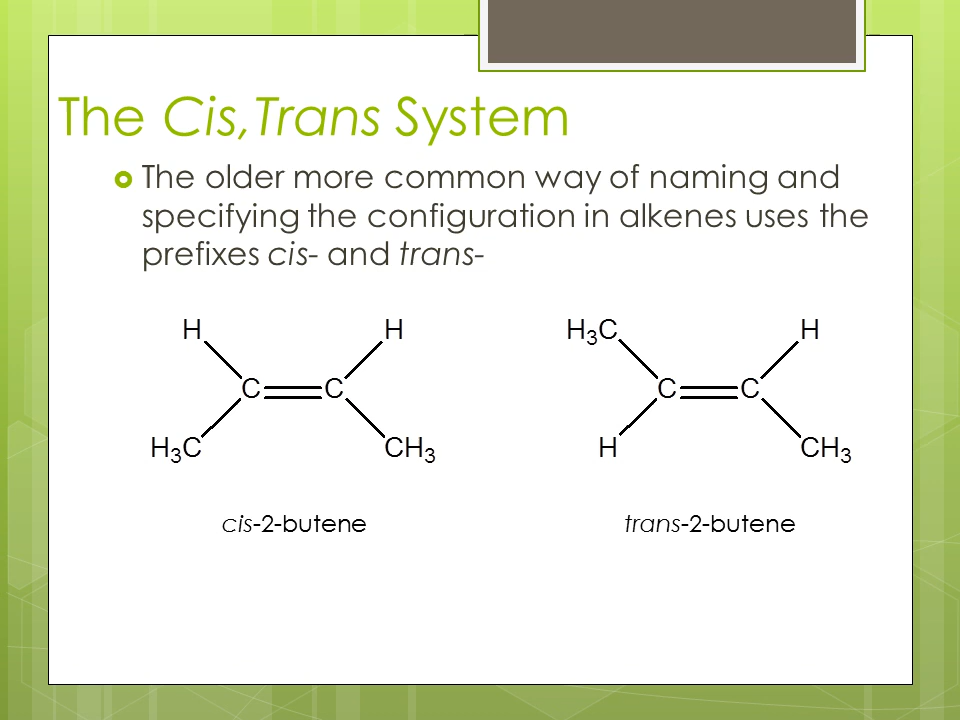 The Cis,Trans System
The older more common way of naming and
specifying the configuration in alkenes uses the
prefixes cis- and trans-
H H H₃C H
C C C C
H₃C CH₃ H CH₃
cis-2-butene trans-2-butene